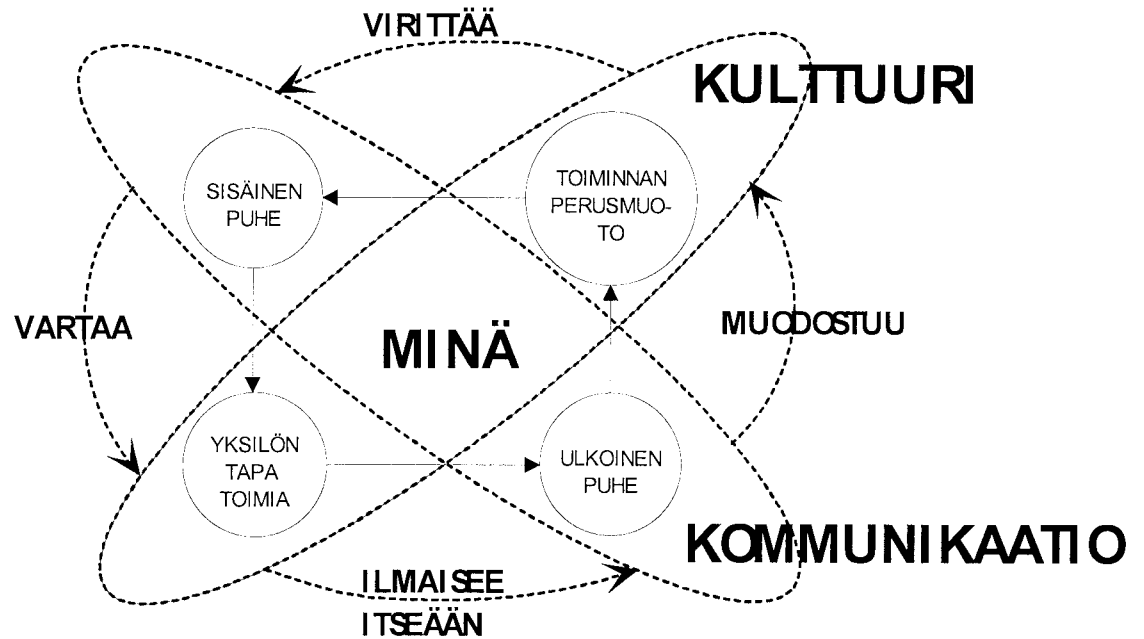 VIRITTÄÄ
KULTTUURI
SISÄINEN
PUHE
TOIMINNAN
PERUSMUO-
TO
VARTAA
MINÄ
MUODOSTUU
YKSILÖN
TAPA
TOIMIA
ULKOINEN
PUHE
KOMMUNIKAATIO
ILMAISEE
ITSEÄÄN